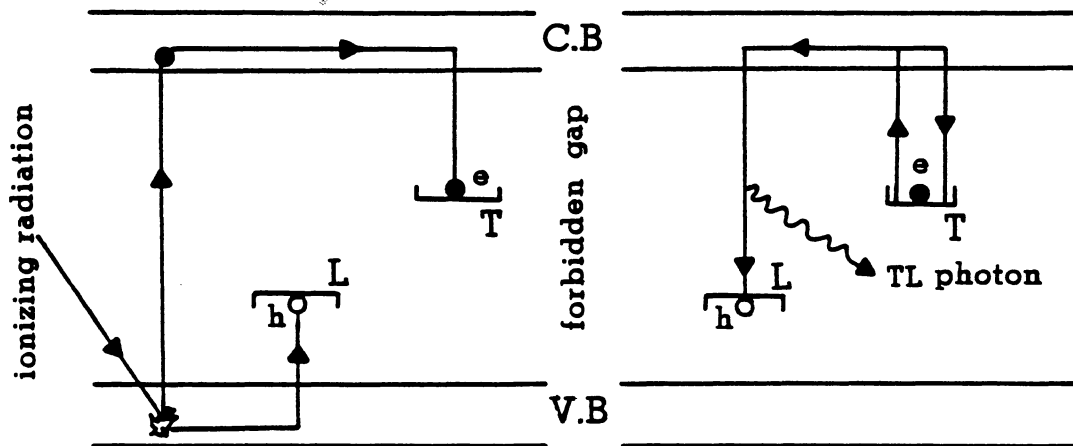 C.B
ionizing radiation
e
T
L
h
V.B
forbidden gap
e
T
TL photon
L
h